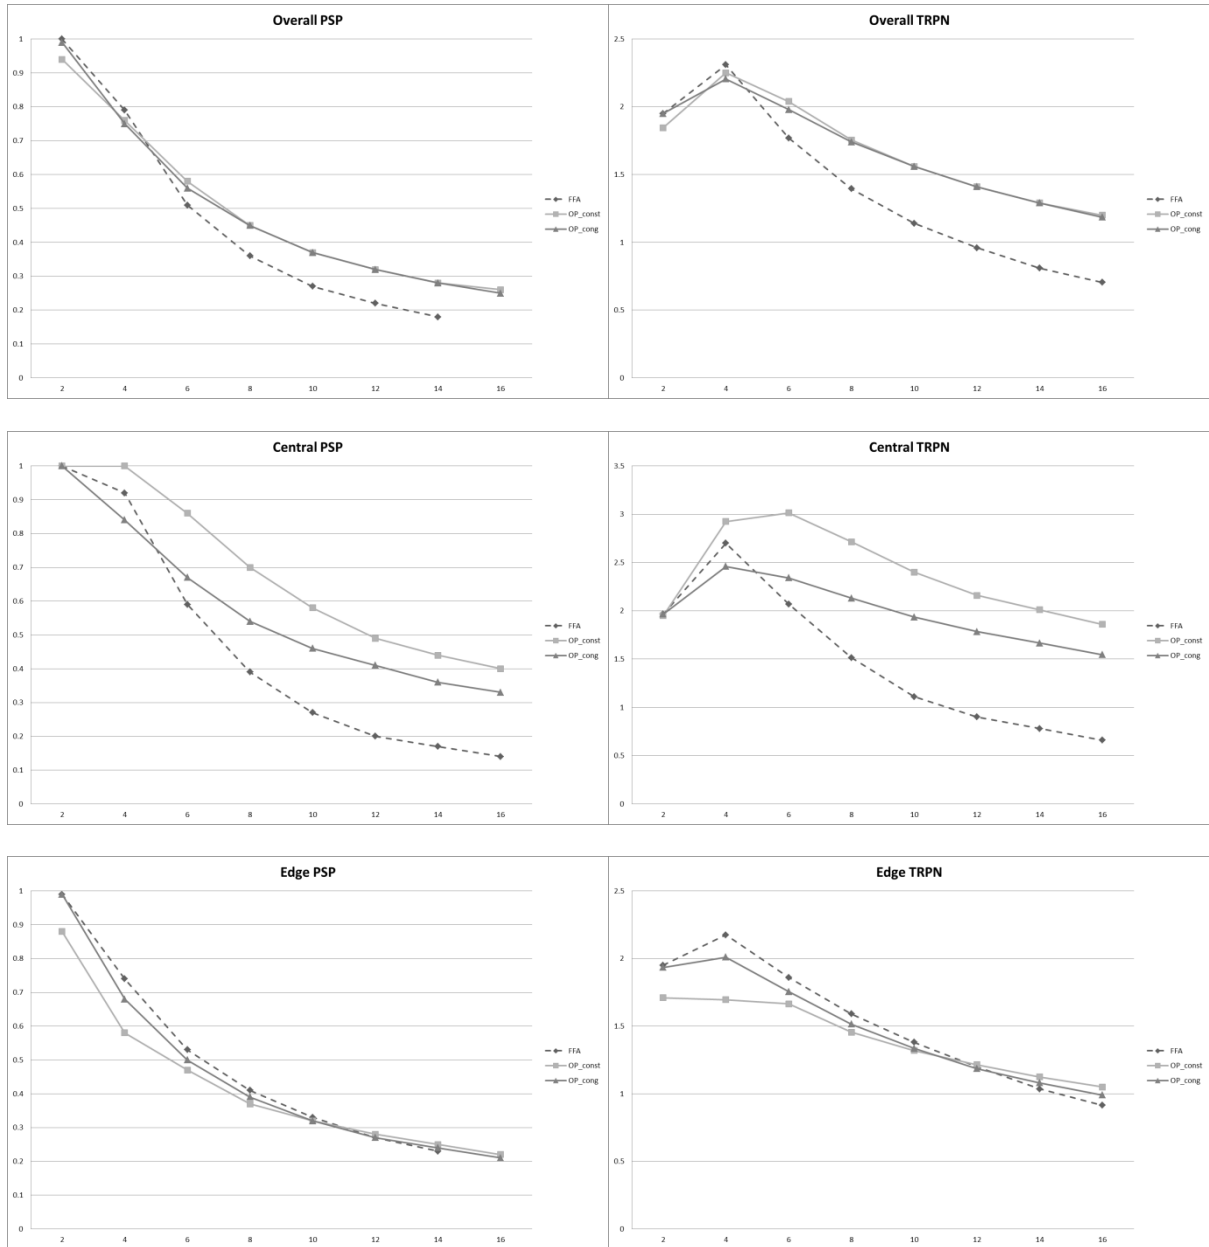 Overall PSP
1
0.9
0.8
0.7
0.6
0.5
0.4
0.3
0.2
0.1
0
2 4 6 8 10 12 14 16
FFA
OP_const
OP_cong
Overall TRPN
2.5
2
1.5
1
0.5
0
2 4 6 8 10 12 14 16
FFA
OP_const
OP_cong
Central PSP
1
0.9
0.8
0.7
0.6
0.5
0.4
0.3
0.2
0.1
0
2 4 6 8 10 12 14 16
FFA
OP_const
OP_cong
Central TRPN
3.5
3
2.5
2
1.5
1
0.5
0
2 4 6 8 10 12 14 16
FFA
OP_const
OP_cong
Edge PSP
1
0.9
0.8
0.7
0.6
0.5
0.4
0.3
0.2
0.1
0
2 4 6 8 10 12 14 16
FFA
OP_const
OP_cong
Edge TRPN
2.5
2
1.5
1
0.5
0
2 4 6 8 10 12 14 16
FFA
OP_const
OP_cong